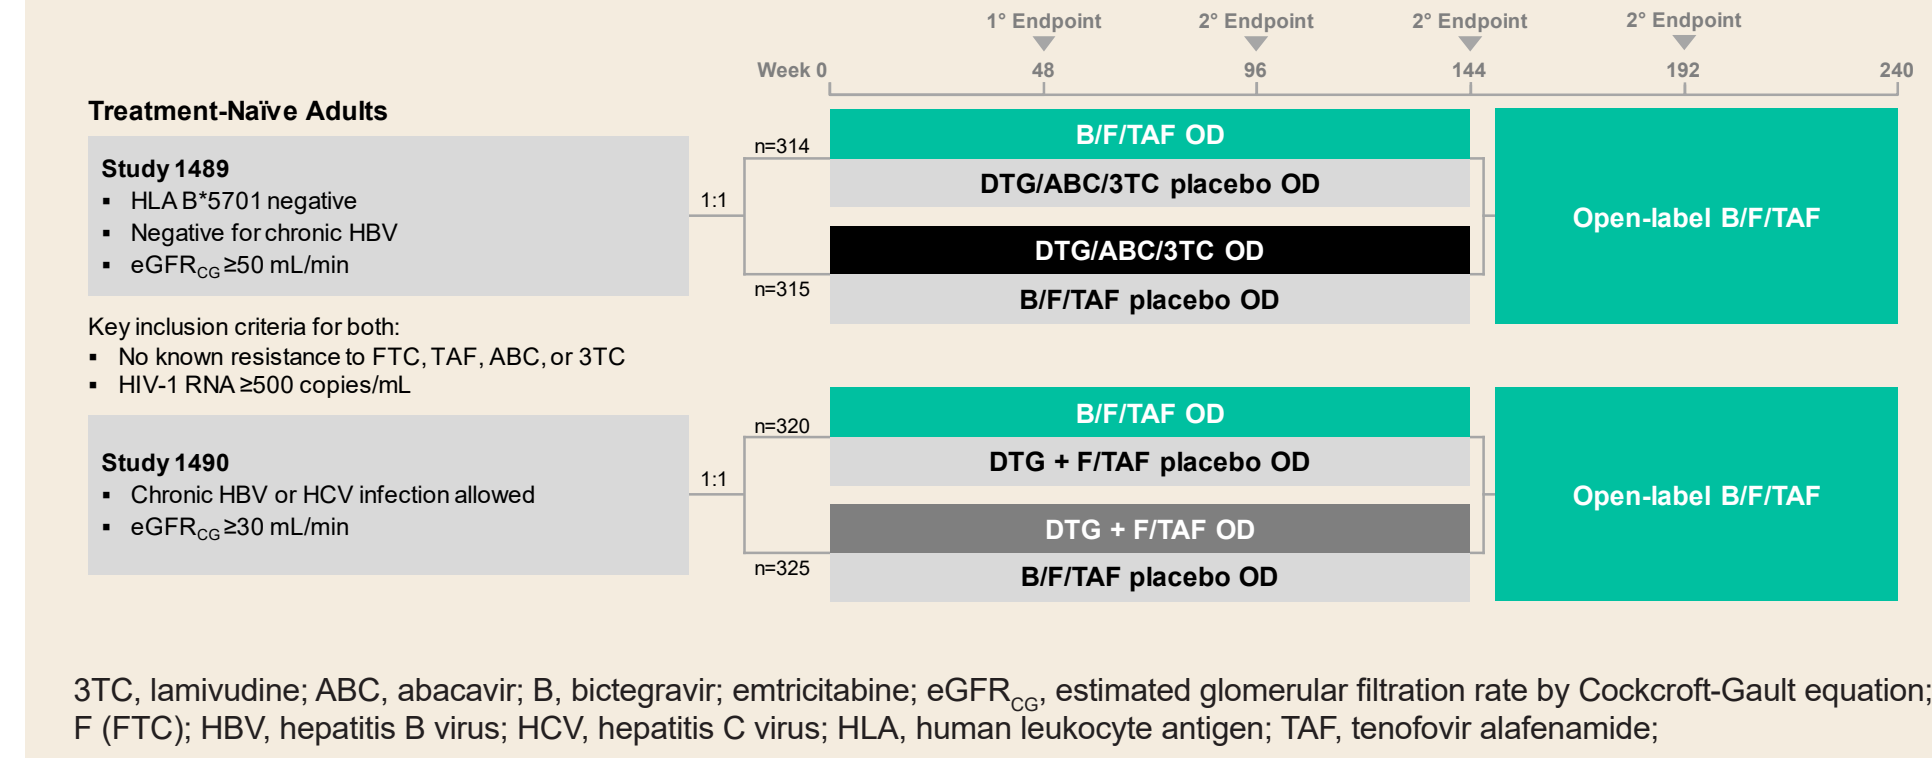 1° Endpoint 2° Endpoint 2° Endpoint 2° Endpoint
Week 0 48 96 144 192 240
Treatment-Naïve Adults
Study 1489
▪ HLA B*5701 negative
▪ Negative for chronic HBV
▪ eGFRCG ≥50 mL/min
1:1
n=314
n=315
B/F/TAF OD
DTG/ABC/3TC placebo OD
DTG/ABC/3TC OD
B/F/TAF placebo OD
Open-label B/F/TAF
Key inclusion criteria for both:
▪ No known resistance to FTC, TAF, ABC, or 3TC
▪ HIV-1 RNA ≥500 copies/mL
Study 1490
▪ Chronic HBV or HCV infection allowed
▪ eGFRCG ≥30 mL/min
1:1
n=320
n=325
B/F/TAF OD
DTG + F/TAF placebo OD
DTG + F/TAF OD
B/F/TAF placebo OD
Open-label B/F/TAF
3TC, lamivudine; ABC, abacavir; B, bictegravir; emtricitabine; eGFRCG, estimated glomerular filtration rate by Cockcroft-Gault equation;
F (FTC); HBV, hepatitis B virus; HCV, hepatitis C virus; HLA, human leukocyte antigen; TAF, tenofovir alafenamide;